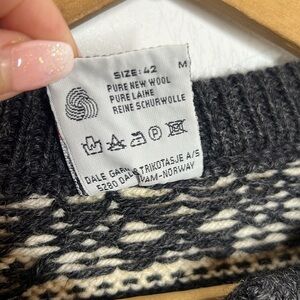 SIZE: 42 M
PURE NEW WOOL
PURE LAINE
REINE SCHURWOLLE
P
DALE GARN TRIKOTASJE A/S
5280 DALE NORWAY